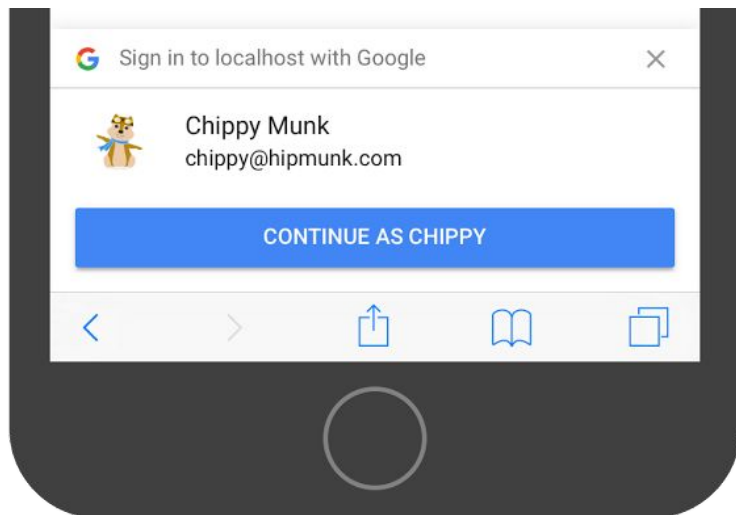 Sign in to localhost with Google
Chippy Munk
chippy@hipmunk.com
CONTINUE AS CHIPPY